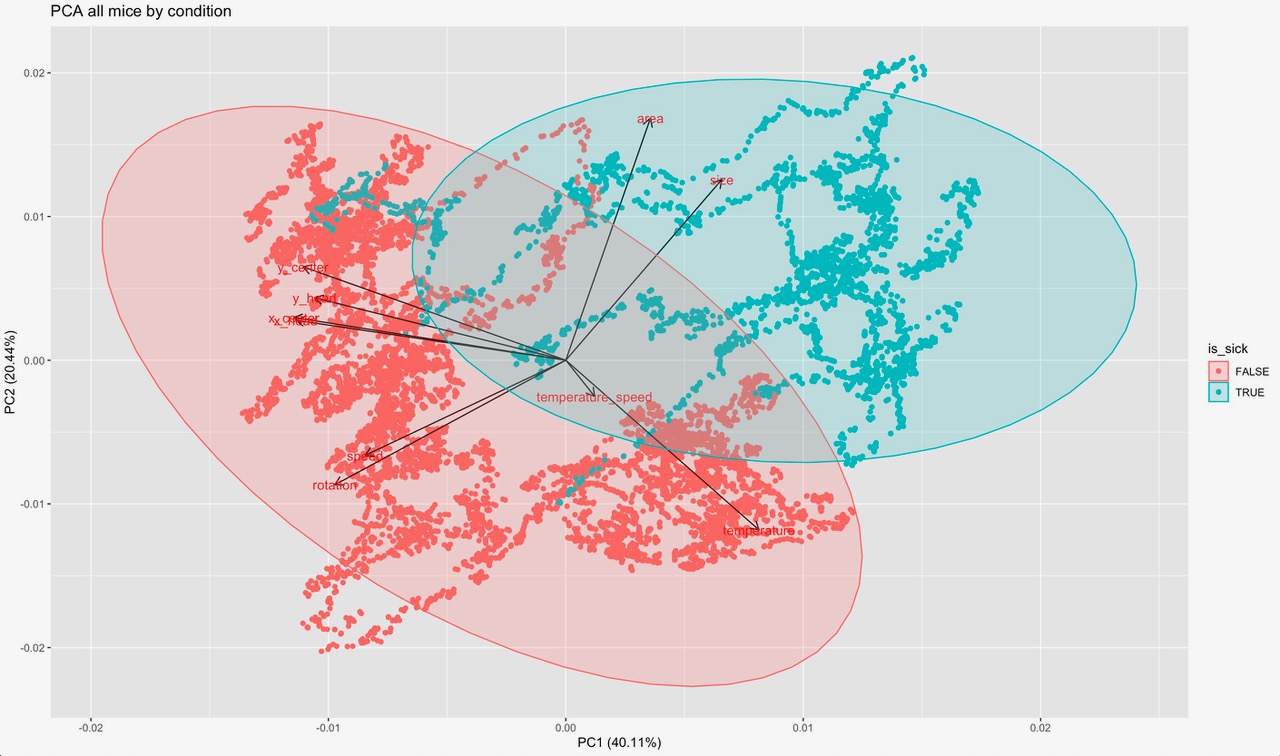 PCA all mice by condition
PC2 (20.44%)
0.02
0.01
0.00
-0.01
-0.02
area
size
y_center
y_head
temperature_speed
speed
rotation
temperature
-0.02
-0.01
0.00
0.01
0.02
PC1 (40.11%)
is_sick
FALSE
TRUE